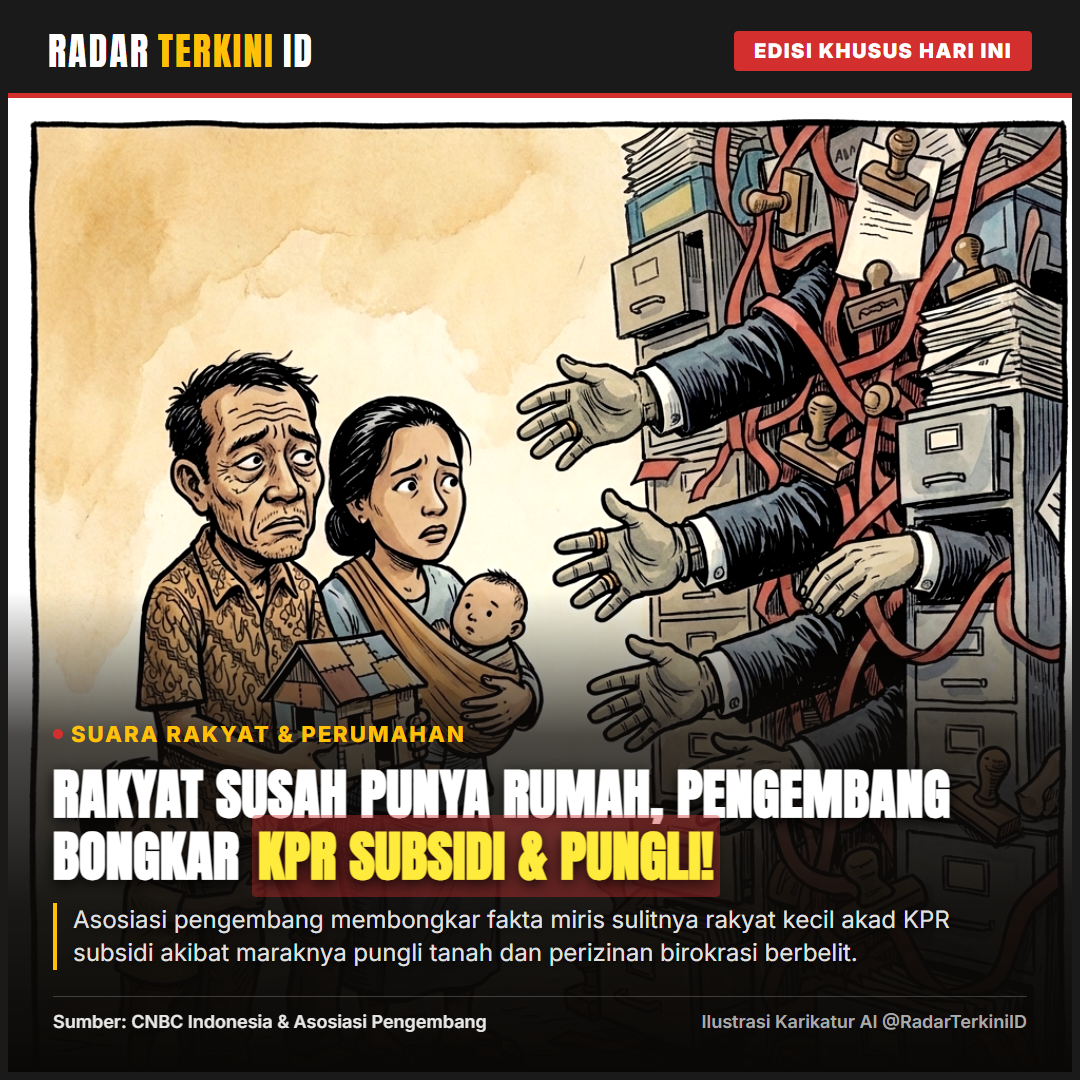 RADAR TERKINI ID
EDISI KHUSUS HARI INI
SUARA RAKYAT & PERUMAHAN
RAKYAT SUSAH PUNYA RUMAH, PENGEMBANG
BONGKAR KPR SUBSIDI & PUNGLI!
Asosiasi pengembang membongkar fakta miris sulitnya rakyat kecil akad KPR
subsidi akibat maraknya pungli tanah dan perizinan birokrasi berbelit.
Sumber: CNBC Indonesia & Asosiasi Pengembang
Ilustrasi Karikatur AI @RadarTerkiniID